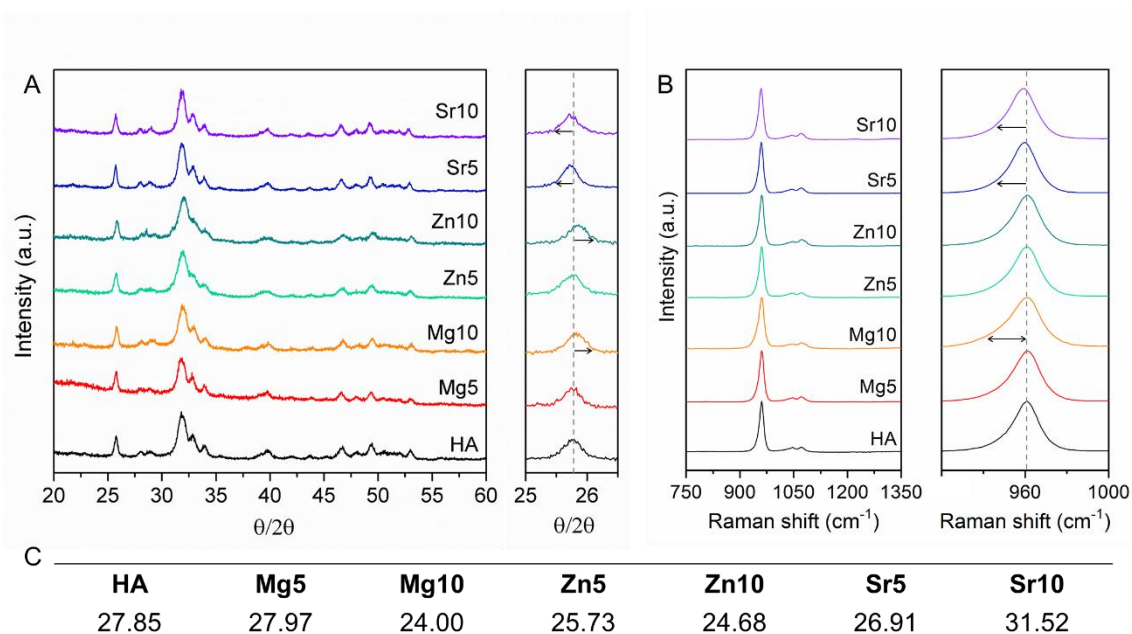 A
Sr10
Sr5
Zn10
Zn5
Mg10
Mg5
HA
Intensity (a.u.)
20 25 30 35 40 45 50 55 60
θ/2θ
25 26
θ/2θ
B
Sr10
Sr5
Zn10
Zn5
Mg10
Mg5
HA
Intensity (a.u.)
750 900 1050 1200 1350
Raman shift (cm⁻¹)
960 1000
Raman shift (cm⁻¹)
C
HA Mg5 Mg10 Zn5 Zn10 Sr5 Sr10
27.85 27.97 24.00 25.73 24.68 26.91 31.52